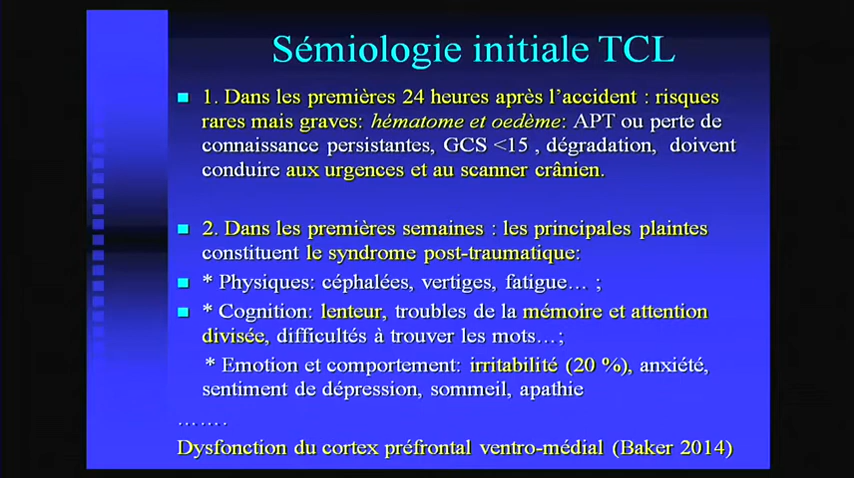 Sémiologie initiale TCL
1. Dans les premières 24 heures après l'accident : risques
rares mais graves: hématome et oedème: APT ou perte de
connaissance persistantes, GCS <15 , dégradation, doivent
conduire aux urgences et au scanner crânien.
2. Dans les premières semaines : les principales plaintes
constituent le syndrome post-traumatique:
* Physiques: céphalées, vertiges, fatigue… ;
* Cognition: lenteur, troubles de la mémoire et attention
divisée, difficultés à trouver les mots…;
* Emotion et comportement: irritabilité (20 %), anxiété,
sentiment de dépression, sommeil, apathie
…….
Dysfonction du cortex préfrontal ventro-médial (Baker 2014)